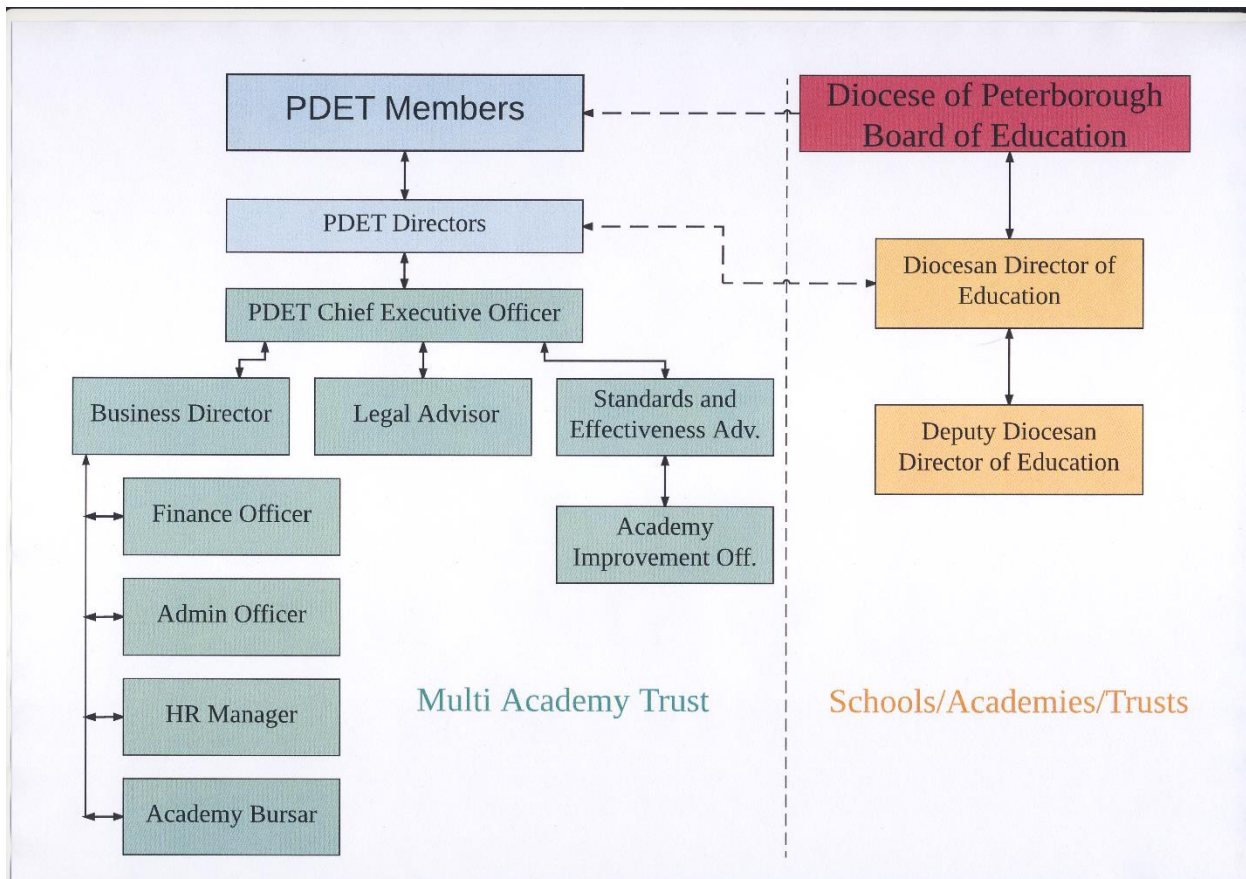 PDET Members
Diocese of Peterborough
Board of Education
PDET Directors
Diocesan Director of
Education
PDET Chief Executive Officer
Business Director
Legal Advisor
Standards and
Effectiveness Adv.
Deputy Diocesan
Director of Education
Finance Officer
Academy
Improvement Off.
Admin Officer
HR Manager
Multi Academy Trust
Schools/Academies/Trusts
Academy Bursar